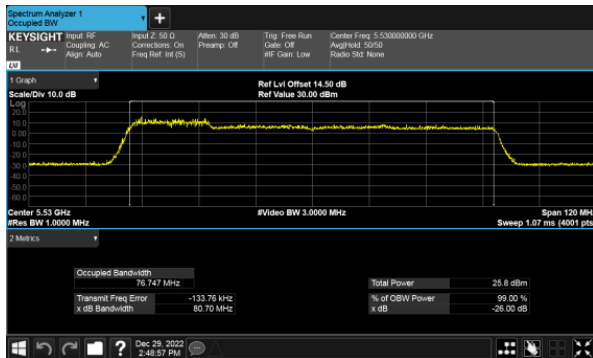 Spectrum Analyzer 1
Occupied BW
+
KEYSIGHT Input: RF Input Z: 50 Ω Atten: 30 dB Trig: Free Run Center Freq: 5.530000000 GHz
RL Coupling: AC Corrections: On Preamp: Off Gate: Off Avg|Hold: 50/50
Align: Auto Freq Ref: Int (S) #IF Gain: Low Radio Std: None
LXI
1 Graph
Ref Lvl Offset 14.50 dB
Scale/Div 10.0 dB Ref Value 30.00 dBm
Log
20.0
10.0
0.00
-10.0
-20.0
-30.0
-40.0
-50.0
-60.0
Center 5.53 GHz #Video BW 3.0000 MHz Span 120 MH
#Res BW 1.0000 MHz Sweep 1.07 ms (4001 pts
2 Metrics
Occupied Bandwidth
76.747 MHz Total Power 25.8 dBm
Transmit Freq Error -133.76 kHz % of OBW Power 99.00 %
x dB Bandwidth 80.70 MHz x dB -26.00 dB
? Dec 29, 2022
2:48:57 PM